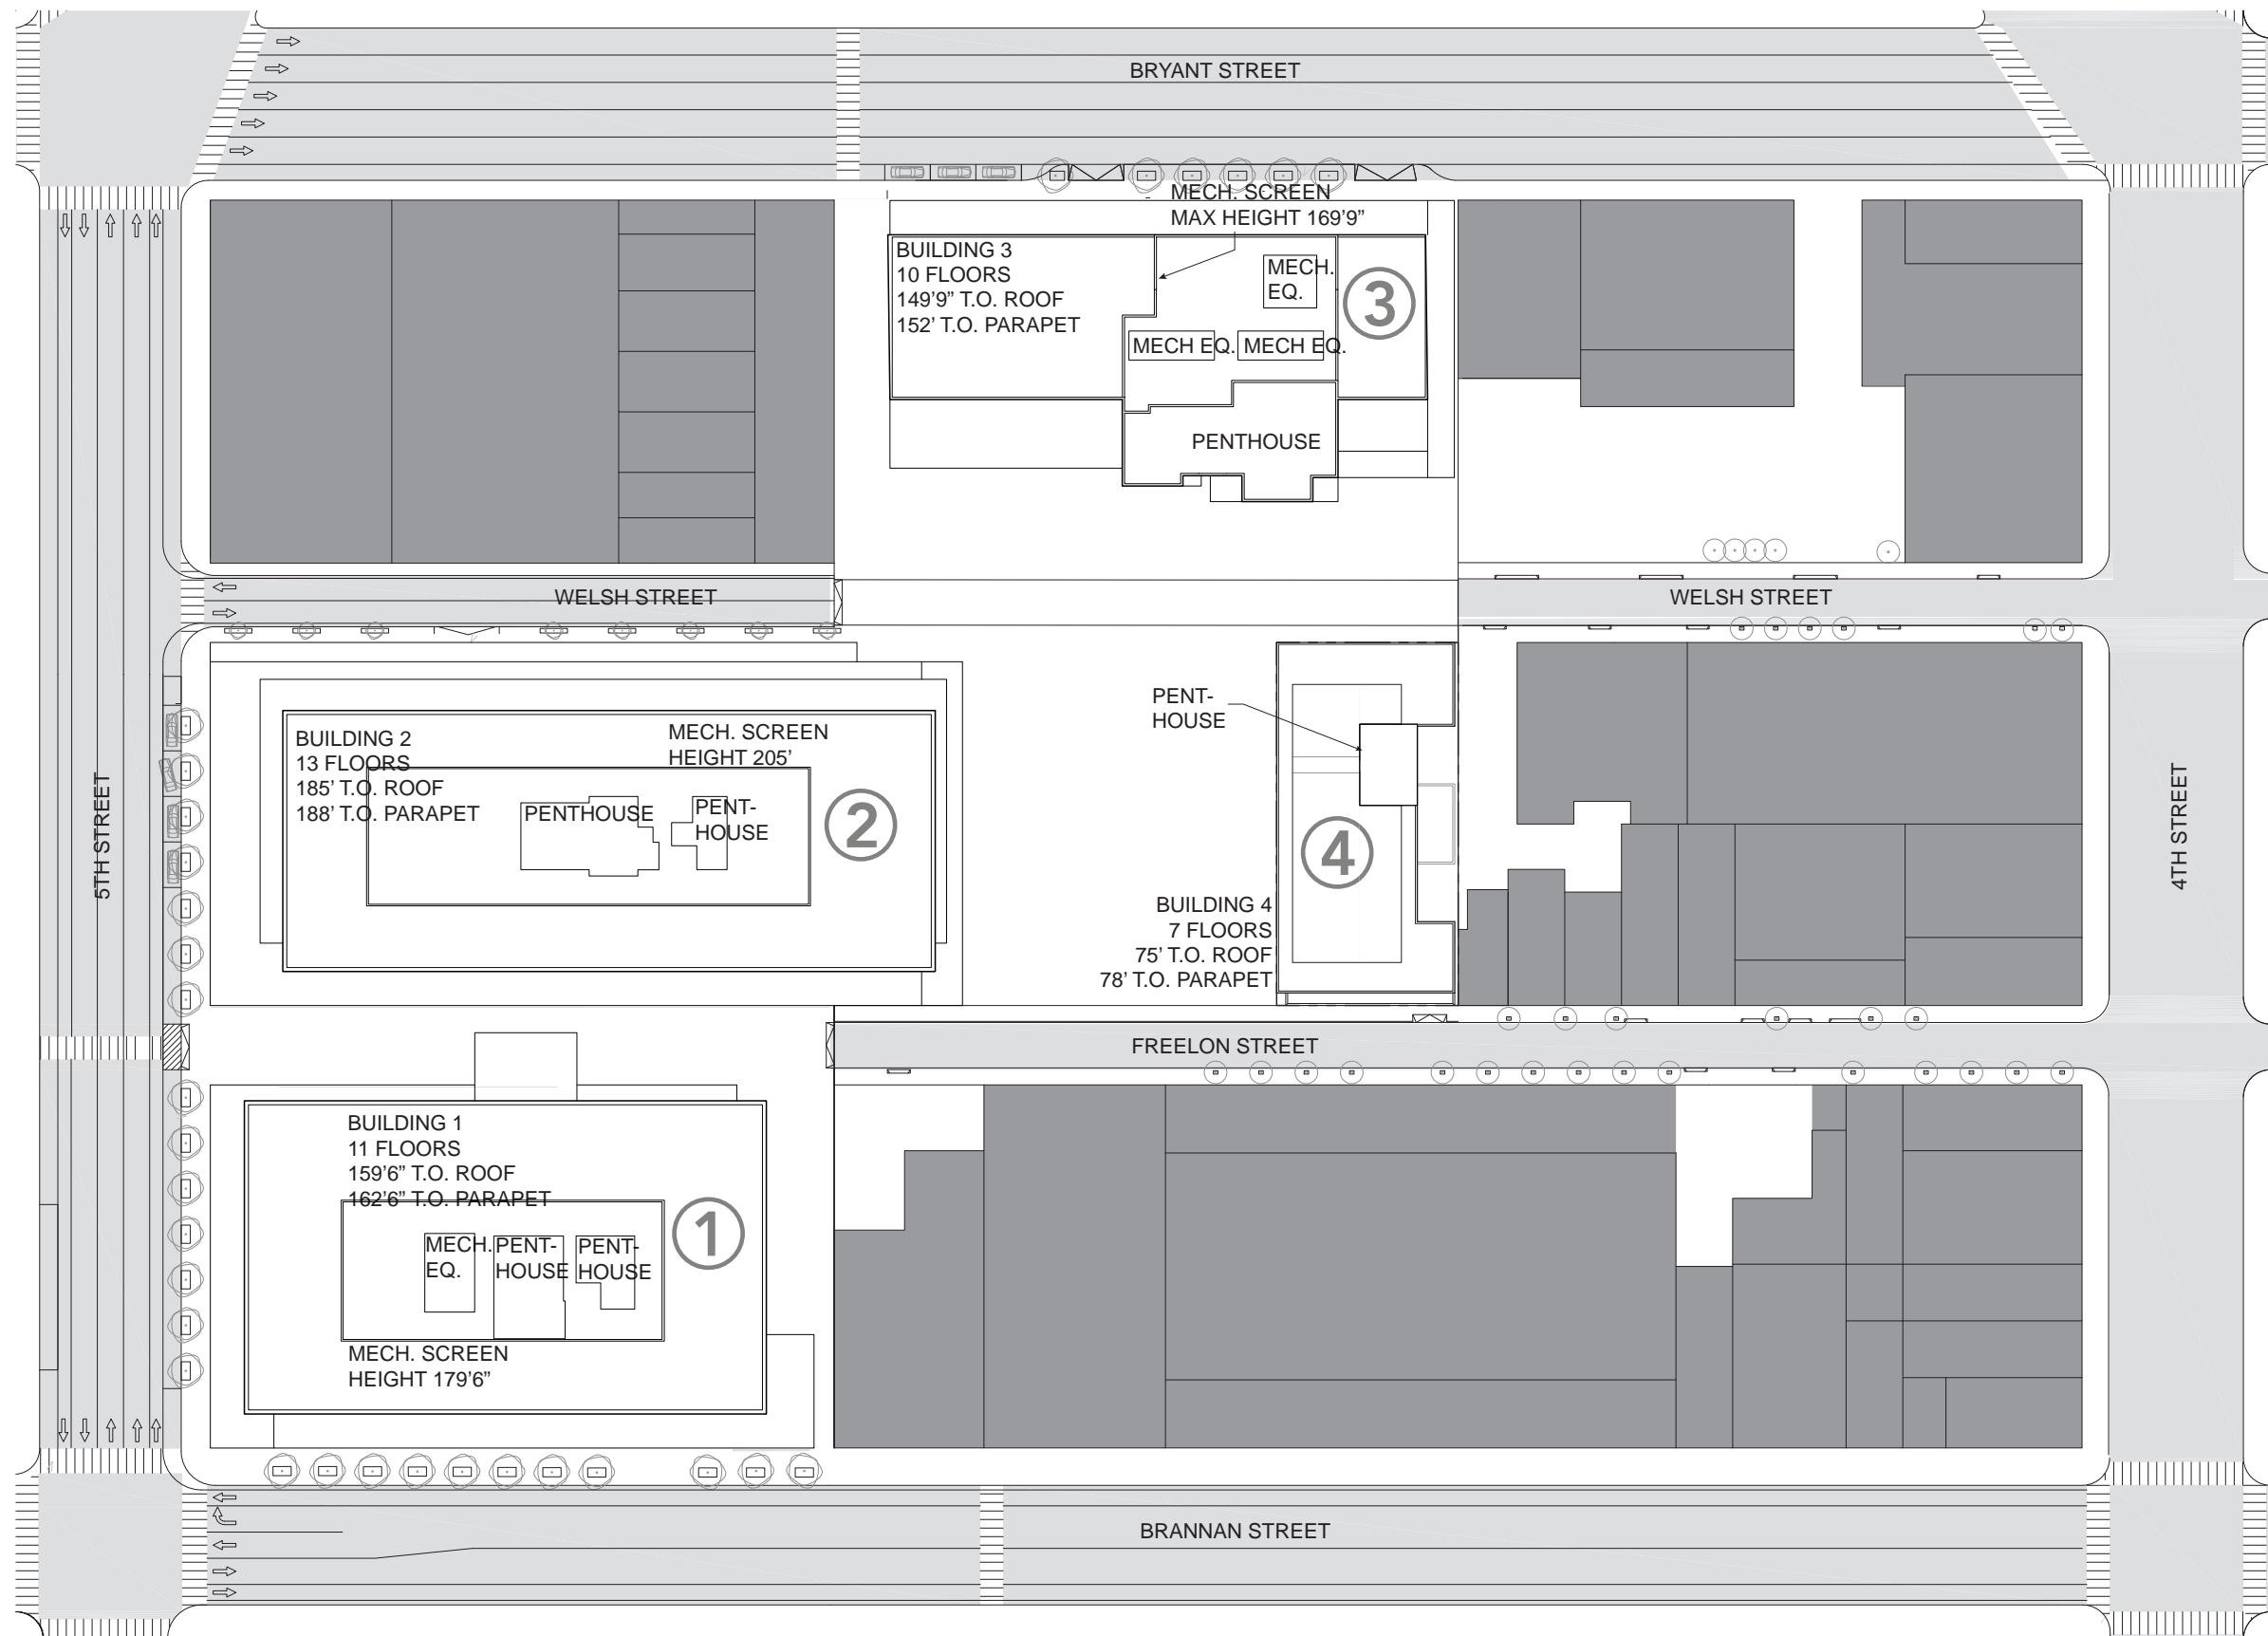 BRYANT STREET
MECH. SCREEN
MAX HEIGHT 169'9"
BUILDING 3
10 FLOORS
149'9" T.O. ROOF
152' T.O. PARAPET
MECH.
EQ.
3
MECH EQ.
MECH EQ.
PENTHOUSE
WELSH STREET
WELSH STREET
5TH STREET
BUILDING 2
13 FLOORS
185' T.O. ROOF
188' T.O. PARAPET
MECH. SCREEN
HEIGHT 205'
PENTHOUSE
PENT-
HOUSE
2
PENT-
HOUSE
4
BUILDING 4
7 FLOORS
75' T.O. ROOF
78' T.O. PARAPET
4TH STREET
FREELON STREET
BUILDING 1
11 FLOORS
159'6" T.O. ROOF
162'6" T.O. PARAPET
MECH.
EQ.
PENT-
HOUSE
PENT-
HOUSE
1
MECH. SCREEN
HEIGHT 179'6"
BRANNAN STREET